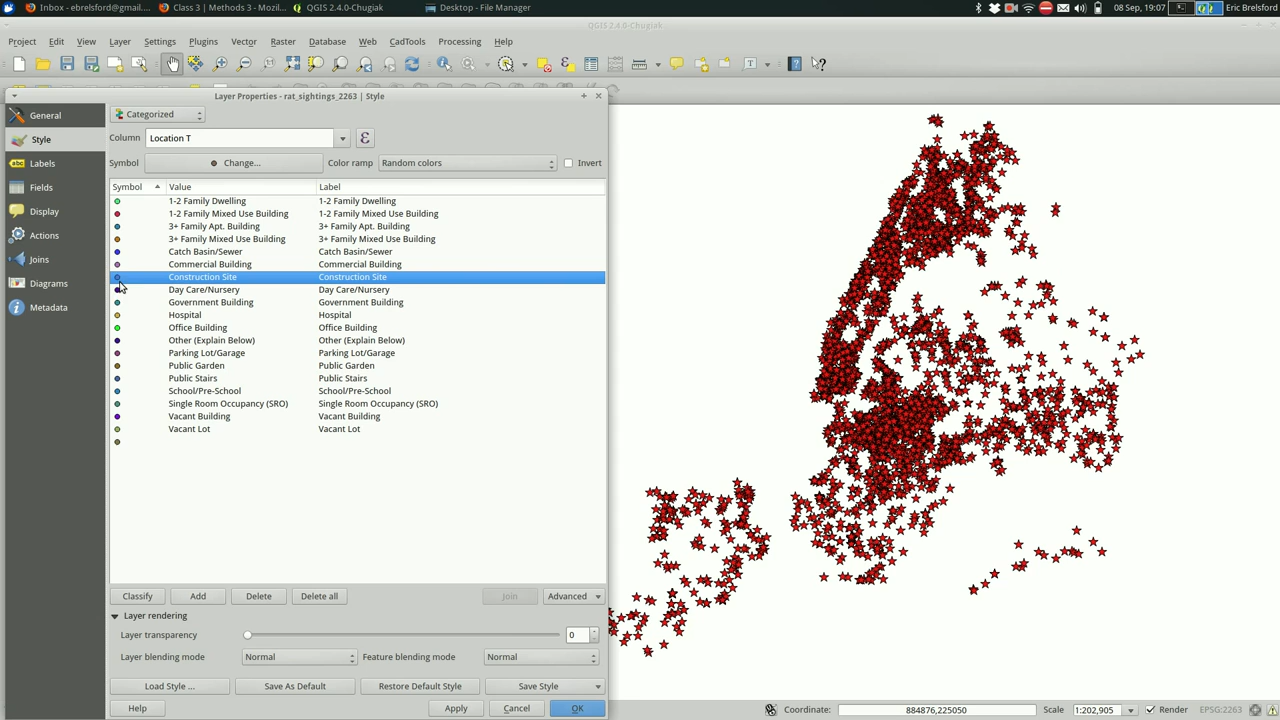 Inbox - ebrelsford@gmail.... Class 3 | Methods 3 - Mozil... QGIS 2.4.0-Chugiak Desktop - File Manager 08 Sep, 19:07 Eric Brelsford
QGIS 2.4.0-Chugiak
Project Edit View Layer Settings Plugins Vector Raster Database Web CadTools Processing Help
Layer Properties - rat_sightings_2263 | Style
General
Style
Labels
Fields
Display
Actions
Joins
Diagrams
Metadata
Categorized
Column Location T ε
Symbol Change... Color ramp Random colors Invert
Symbol Value Label
1-2 Family Dwelling 1-2 Family Dwelling
1-2 Family Mixed Use Building 1-2 Family Mixed Use Building
3+ Family Apt. Building 3+ Family Apt. Building
3+ Family Mixed Use Building 3+ Family Mixed Use Building
Catch Basin/Sewer Catch Basin/Sewer
Commercial Building Commercial Building
Construction Site Construction Site
Day Care/Nursery Day Care/Nursery
Government Building Government Building
Hospital Hospital
Office Building Office Building
Other (Explain Below) Other (Explain Below)
Parking Lot/Garage Parking Lot/Garage
Public Garden Public Garden
Public Stairs Public Stairs
School/Pre-School School/Pre-School
Single Room Occupancy (SRO) Single Room Occupancy (SRO)
Vacant Building Vacant Building
Vacant Lot Vacant Lot
Classify Add Delete Delete all Join Advanced
Layer rendering
Layer transparency 0
Layer blending mode Normal Feature blending mode Normal
Load Style ... Save As Default Restore Default Style Save Style
Help Apply Cancel OK
Coordinate: 884876,225050 Scale 1:202,905 Render EPSG:2263